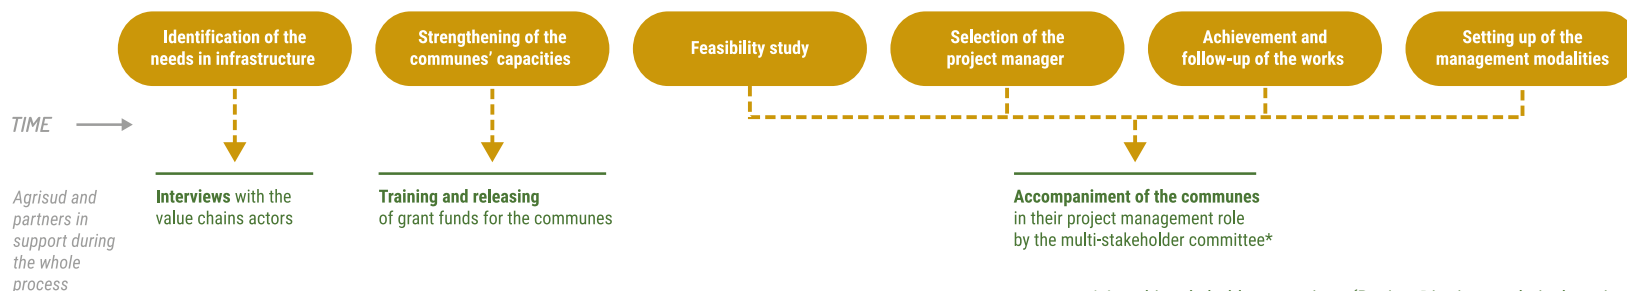 Identification of the
needs in infrastructure
Strengthening of the
communes' capacities
Feasibility study
Selection of the
project manager
Achievement and
follow-up of the works
Setting up of the
management modalities
TIME
Agrisud and
partners in
support during
the whole
process
Interviews with the
value chains actors
Training and releasing
of grant funds for the communes
Accompaniment of the communes
in their project management role
by the multi-stakeholder committee*